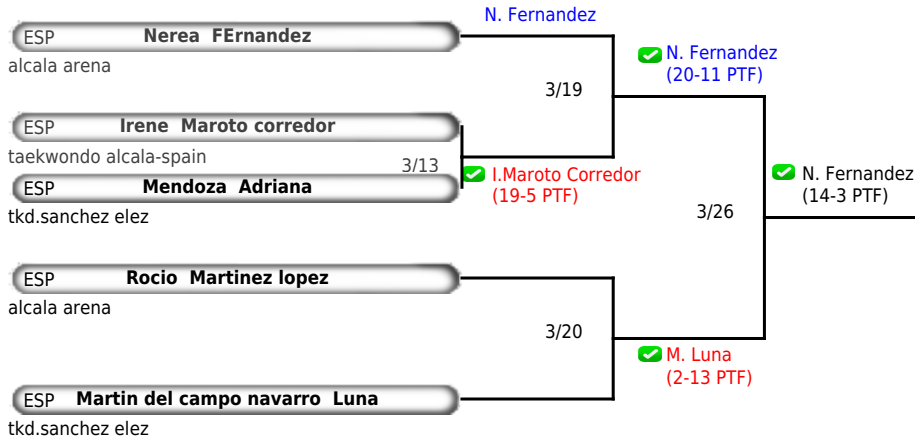 N. Fernandez
ESP Nerea FErnandez
alcala arena
N. Fernandez
(20-11 PTF)
3/19
ESP Irene Maroto corredor
taekwondo alcala-spain
3/13
I.Maroto Corredor
(19-5 PTF)
ESP Mendoza Adriana
tkd.sanchez elez
N. Fernandez
(14-3 PTF)
3/26
ESP Rocio Martinez lopez
alcala arena
3/20
M. Luna
(2-13 PTF)
ESP Martin del campo navarro Luna
tkd.sanchez elez